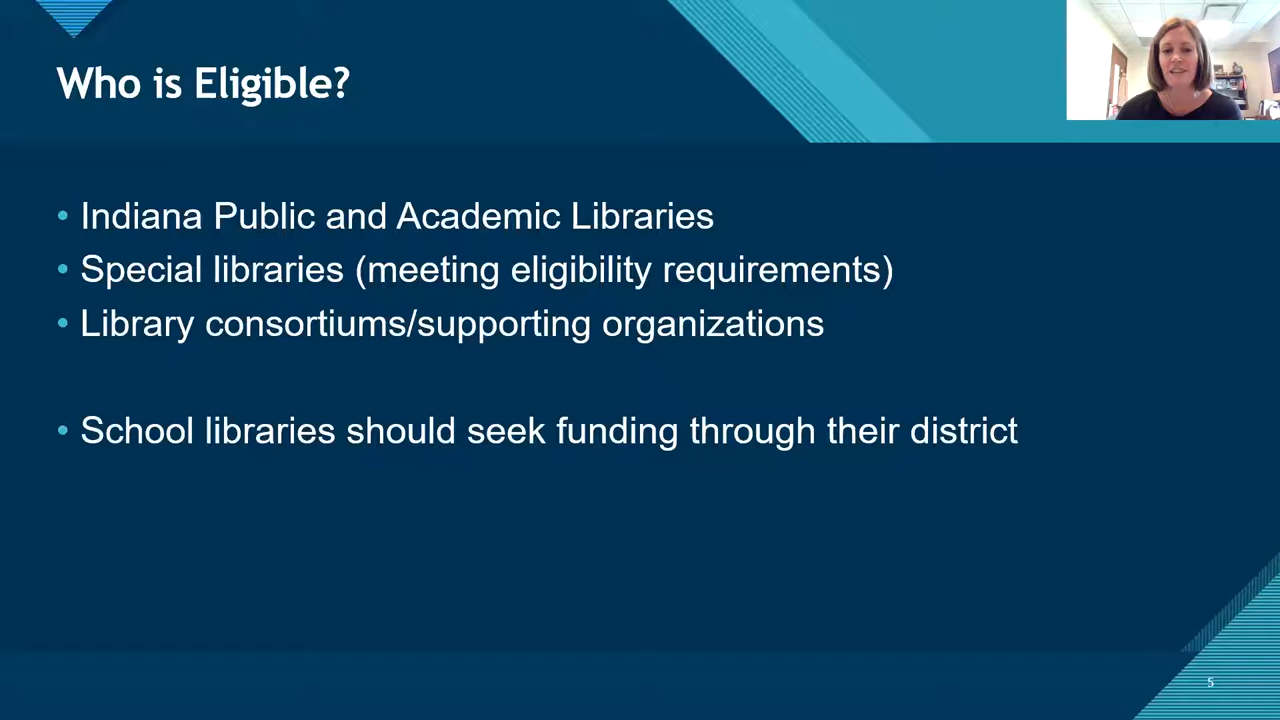 Who is Eligible?
• Indiana Public and Academic Libraries
• Special libraries (meeting eligibility requirements)
• Library consortiums/supporting organizations
• School libraries should seek funding through their district
5